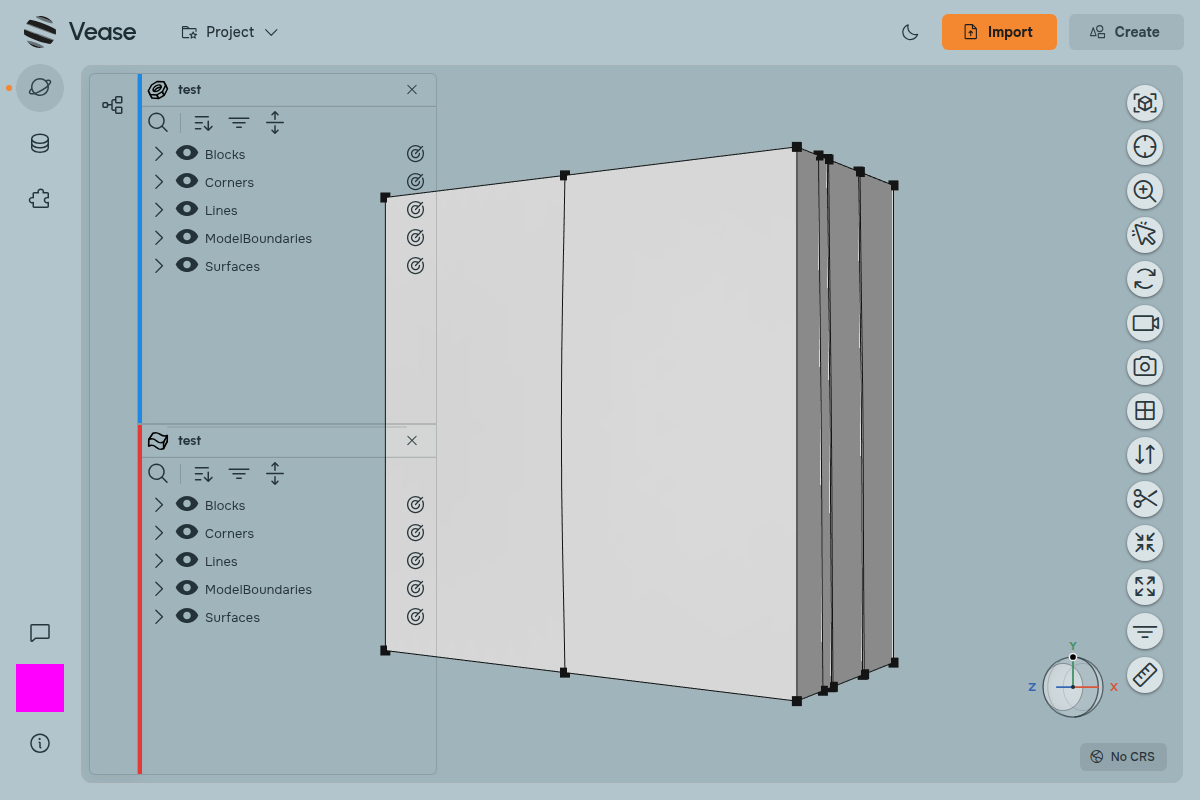 Vease
Project
Import
Create
test
Blocks
Corners
Lines
ModelBoundaries
Surfaces
test
Blocks
Corners
Lines
ModelBoundaries
Surfaces
Y
Z
X
No CRS